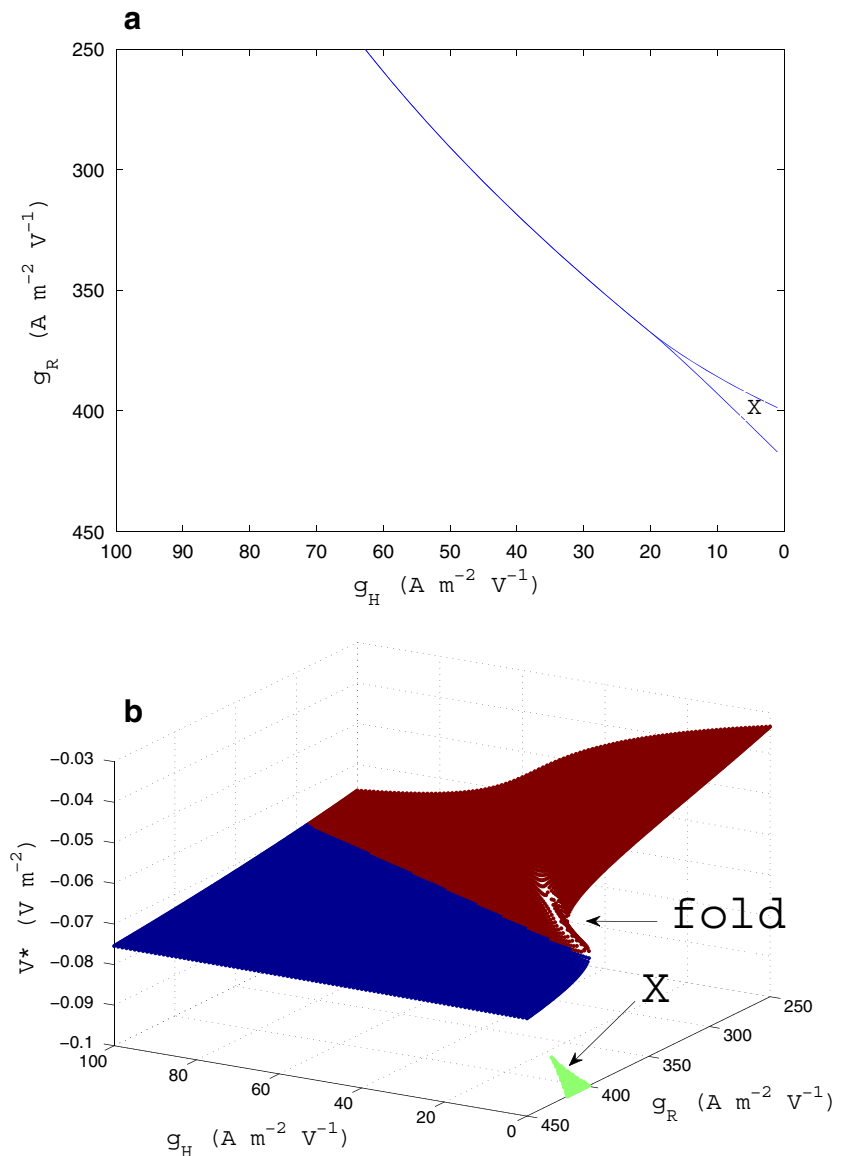 a
250
300
350
400
450
g_R (A m^−2 V^−1)
X
100 90 80 70 60 50 40 30 20 10 0
g_H (A m^−2 V^−1)
b
−0.03
−0.04
−0.05
−0.06
−0.07
−0.08
−0.09
−0.1
V* (V m^−2)
fold
X
100 80 60 40 20 0
g_H (A m^−2 V^−1)
450 400 350 300 250
g_R (A m^−2 V^−1)